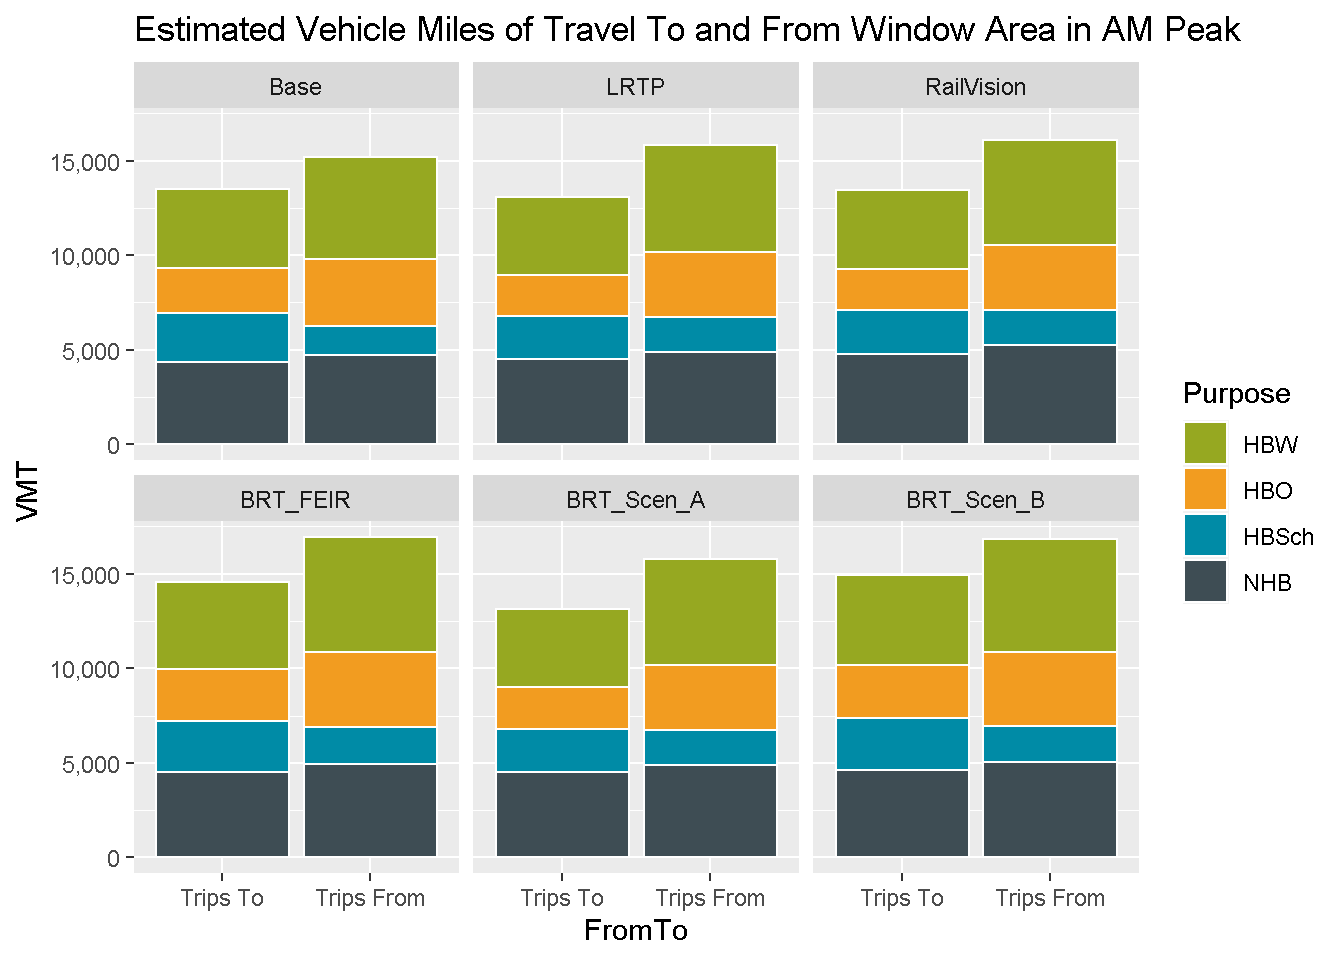 Estimated Vehicle Miles of Travel To and From Window Area in AM Peak
Base
LRTP
RailVision
15,000
10,000
5,000
0
BRT_FEIR
BRT_Scen_A
BRT_Scen_B
15,000
10,000
5,000
0
VMT
Trips To
Trips From
Trips To
Trips From
Trips To
Trips From
FromTo
Purpose
HBW
HBO
HBSch
NHB